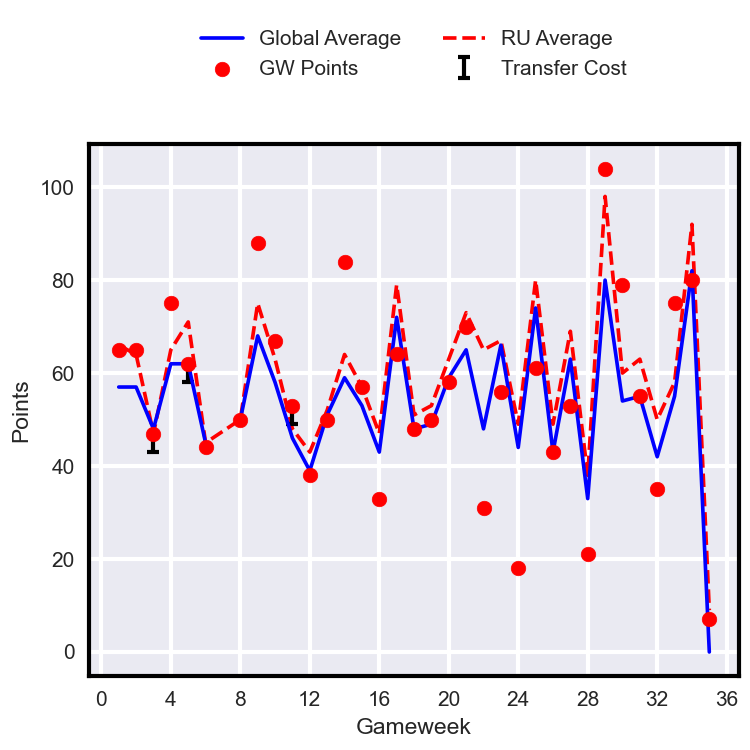 Global Average
RU Average
GW Points
Transfer Cost
100
80
60
40
20
0
Points
0 4 8 12 16 20 24 28 32 36
Gameweek